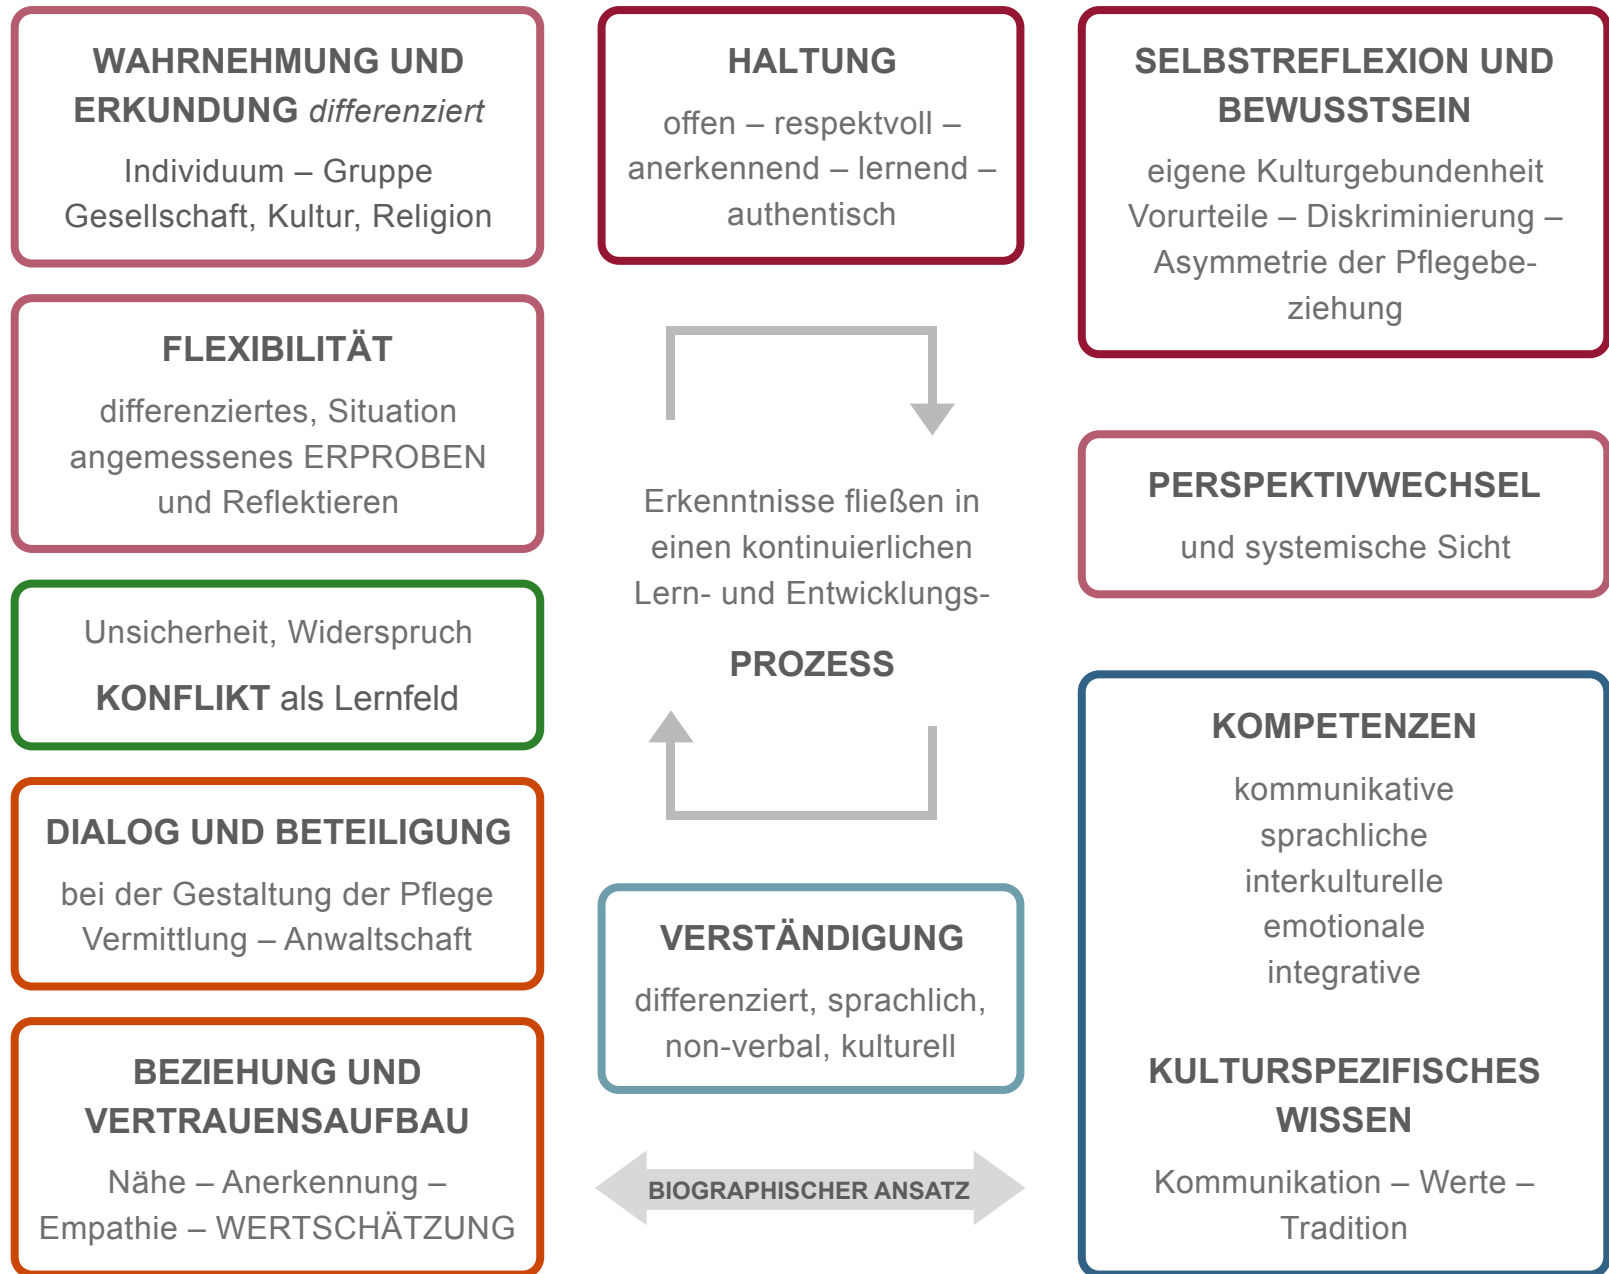 WAHRNEHMUNG UND
ERKUNDUNG differenziert
Individuum – Gruppe
Gesellschaft, Kultur, Religion
FLEXIBILITÄT
differenziertes, Situation
angemessenes ERPROBEN
und Reflektieren
Unsicherheit, Widerspruch
KONFLIKT als Lernfeld
DIALOG UND BETEILIGUNG
bei der Gestaltung der Pflege
Vermittlung – Anwaltschaft
BEZIEHUNG UND
VERTRAUENSAUFBAU
Nähe – Anerkennung –
Empathie – WERTSCHÄTZUNG
HALTUNG
offen – respektvoll –
anerkennend – lernend –
authentisch
Erkenntnisse fließen in
einen kontinuierlichen
Lern- und Entwicklungs-
PROZESS
VERSTÄNDIGUNG
differenziert, sprachlich,
non-verbal, kulturell
BIOGRAPHISCHER ANSATZ
SELBSTREFLEXION UND
BEWUSSTSEIN
eigene Kulturgebundenheit
Vorurteile – Diskriminierung –
Asymmetrie der Pflegebe-
ziehung
PERSPEKTIVWECHSEL
und systemische Sicht
KOMPETENZEN
kommunikative
sprachliche
interkulturelle
emotionale
integrative
KULTURSPEZIFISCHES
WISSEN
Kommunikation – Werte –
Tradition